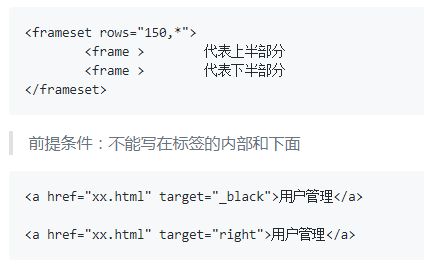 <frameset rows="150,*">
<frame > 代表上半部分
<frame > 代表下半部分
</frameset>
前提条件：不能写在标签的内部和下面
<a href="xx.html" target="_black">用户管理</a>
<a href="xx.html" target="right">用户管理</a>